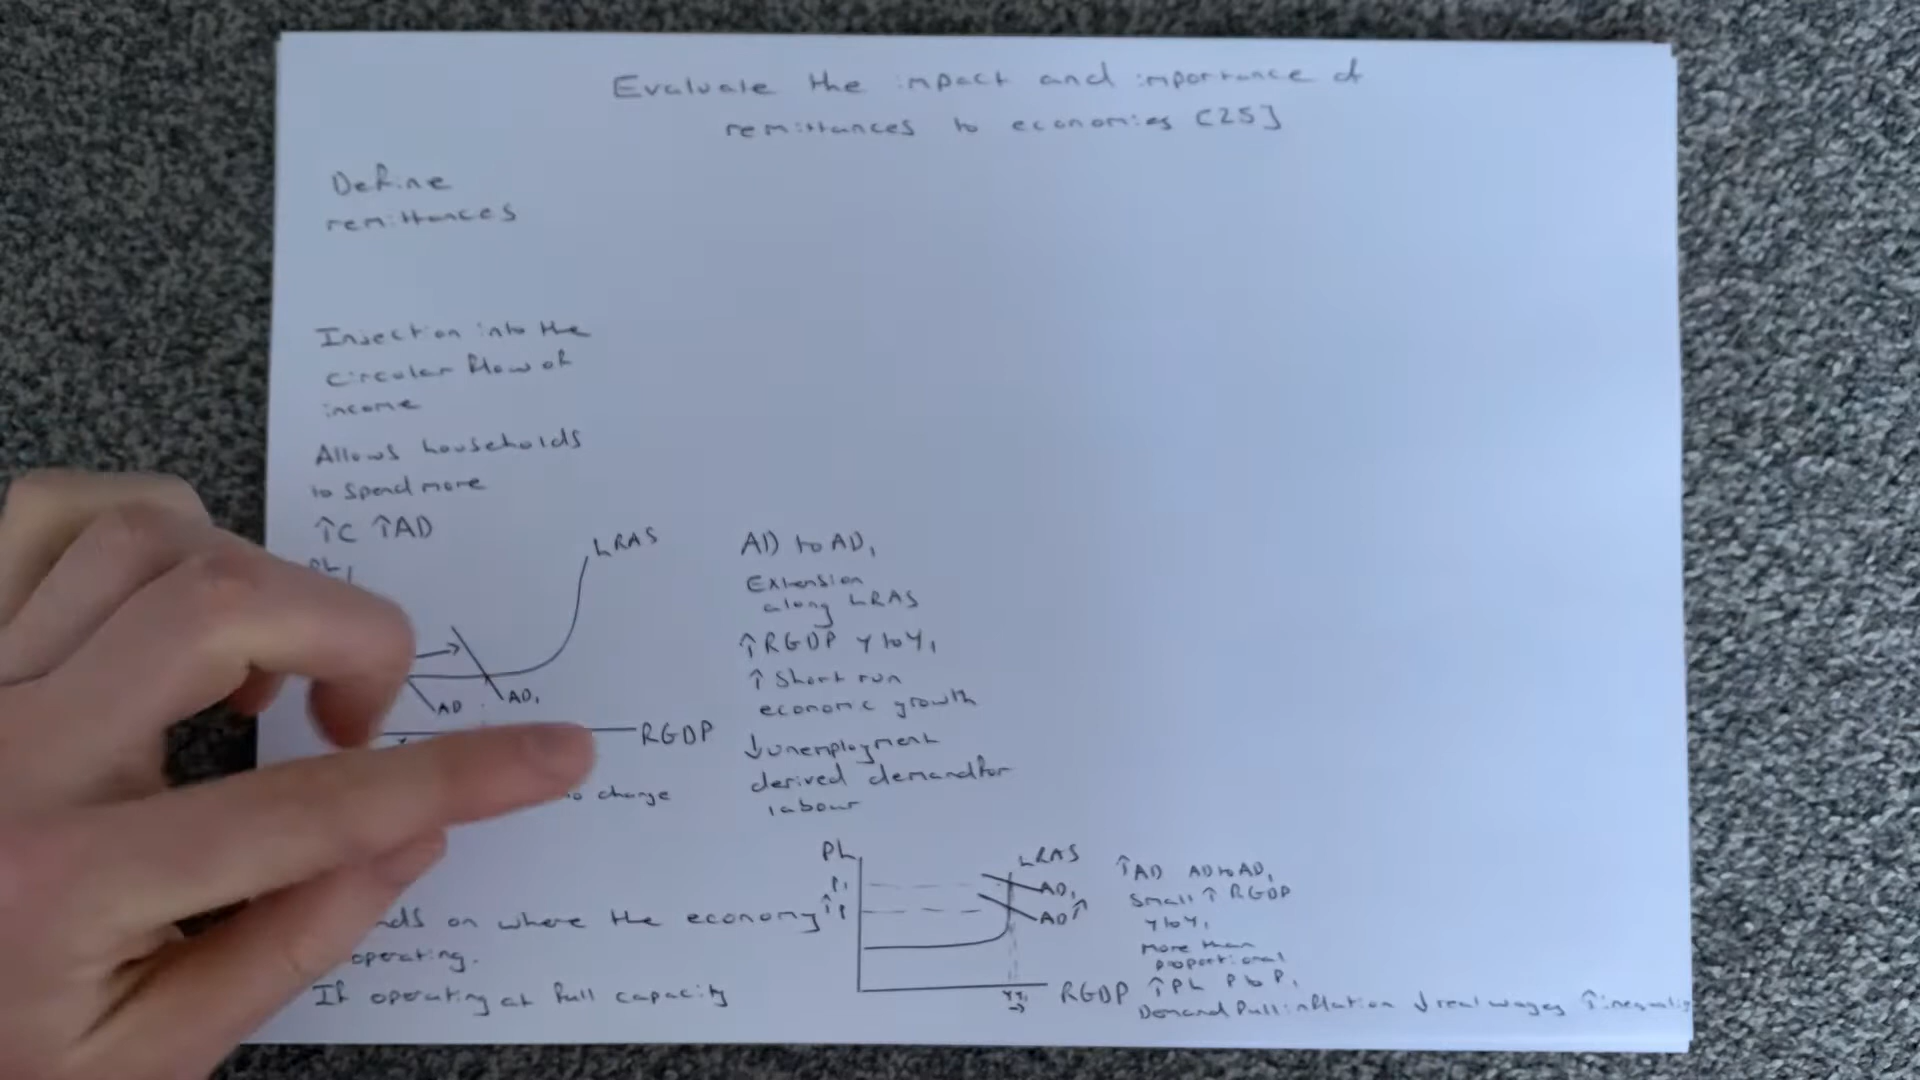 Evaluate the impact and importance of
remittances to economies [25]
Define
remittances
Injection into the
circular flow of
income
Allows households
to spend more
↑C ↑AD
PL
LRAS
AD
AD₁
RGDP
change
AD to AD₁
Extension
along LRAS
↑RGDP Y to Y₁
↑ Short run
economic growth
↓unemployment
derived demand for
labour
on where the economy
operating.
If operating at full capacity
PL
P₁
↑P
LRAS
AD₁
AD↑
Y Y₁
→
RGDP
↑AD AD to AD₁
Small ↑ RGDP
Y to Y₁
more than
proportional
↑PL P to P₁
Demand Pull inflation ↓real wages ↑inequality